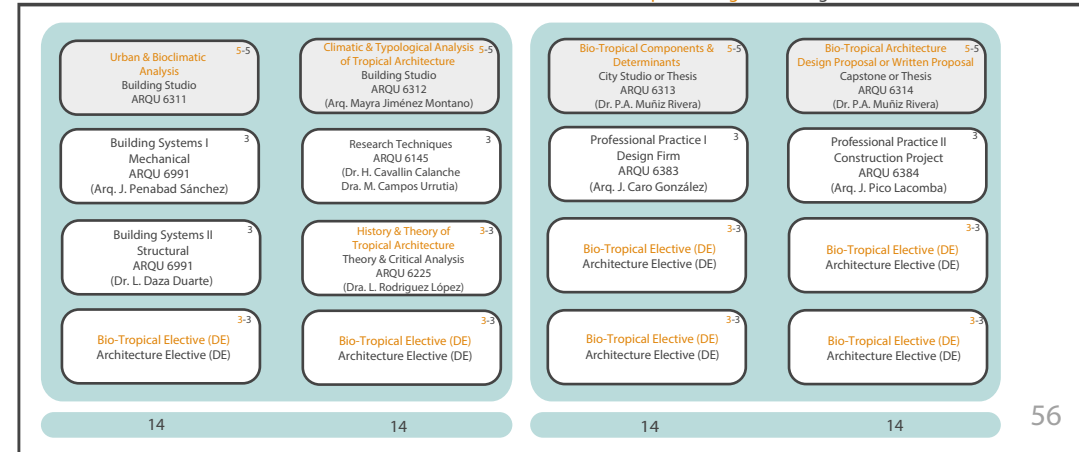 5-5
Urban & Bioclimatic
Analysis
Building Studio
ARQU 6311
3
Building Systems I
Mechanical
ARQU 6991
(Arq. J. Penabad Sánchez)
3
Building Systems II
Structural
ARQU 6991
(Dr. L. Daza Duarte)
3-3
Bio-Tropical Elective (DE)
Architecture Elective (DE)
14
5-5
Climatic & Typological Analysis
of Tropical Architecture
Building Studio
ARQU 6312
(Arq. Mayra Jiménez Montano)
3
Research Techniques
ARQU 6145
(Dr. H. Cavallin Calanche
Dra. M. Campos Urrutia)
3-3
History & Theory of
Tropical Architecture
Theory & Critical Analysis
ARQU 6225
(Dra. L. Rodriguez López)
3-3
Bio-Tropical Elective (DE)
Architecture Elective (DE)
14
5-5
Bio-Tropical Components &
Determinants
City Studio or Thesis
ARQU 6313
(Dr. P.A. Muñiz Rivera)
3
Professional Practice I
Design Firm
ARQU 6383
(Arq. J. Caro González)
3-3
Bio-Tropical Elective (DE)
Architecture Elective (DE)
3-3
Bio-Tropical Elective (DE)
Architecture Elective (DE)
14
5-5
Bio-Tropical Architecture
Design Proposal or Written Proposal
Capstone or Thesis
ARQU 6314
(Dr. P.A. Muñiz Rivera)
3
Professional Practice II
Construction Project
ARQU 6384
(Arq. J. Pico Lacomba)
3-3
Bio-Tropical Elective (DE)
Architecture Elective (DE)
3-3
Bio-Tropical Elective (DE)
Architecture Elective (DE)
14
56